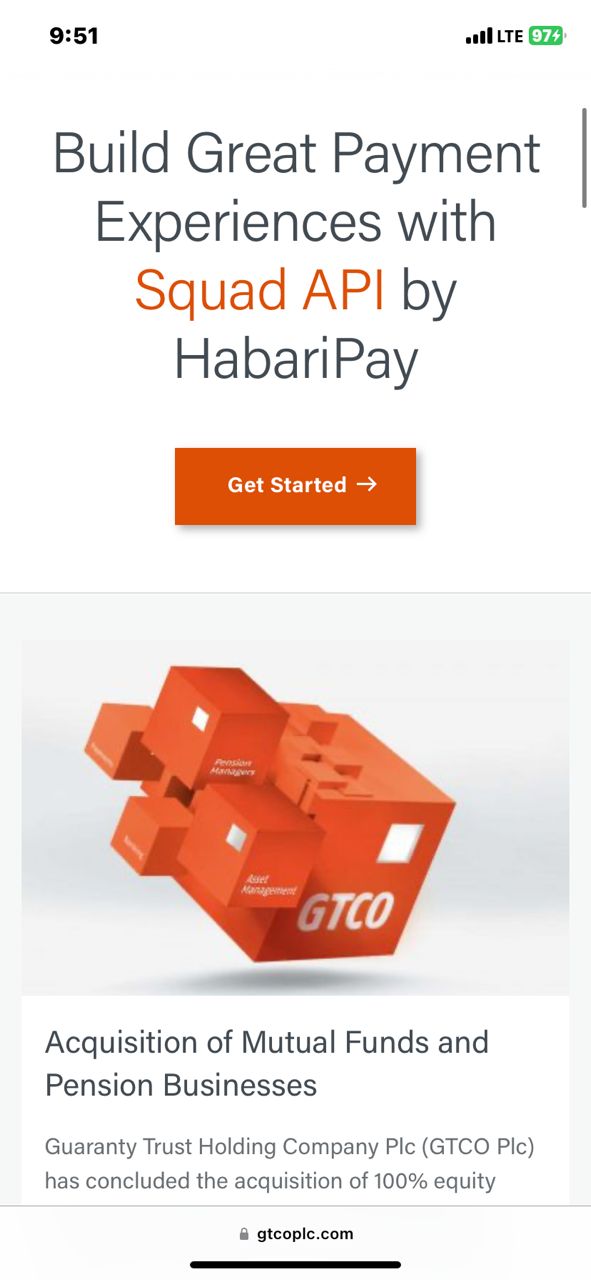 9:51
LTE 97
Build Great Payment
Experiences with
Squad API by
HabariPay
Get Started →
Pension
Managers
Asset
Management
GTCO
Acquisition of Mutual Funds and
Pension Businesses
Guaranty Trust Holding Company Plc (GTCO Plc)
has concluded the acquisition of 100% equity
gtcoplc.com